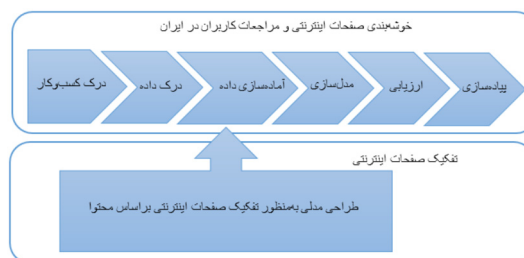 خوشه‌بندی صفحات اینترنتی و مراجعات کاربران در ایران
درک کسب‌وکار
درک داده
آماده‌سازی داده
مدل‌سازی
ارزیابی
پیاده‌سازی
تفکیک صفحات اینترنتی
طراحی مدلی به‌منظور تفکیک صفحات اینترنتی براساس محتوا